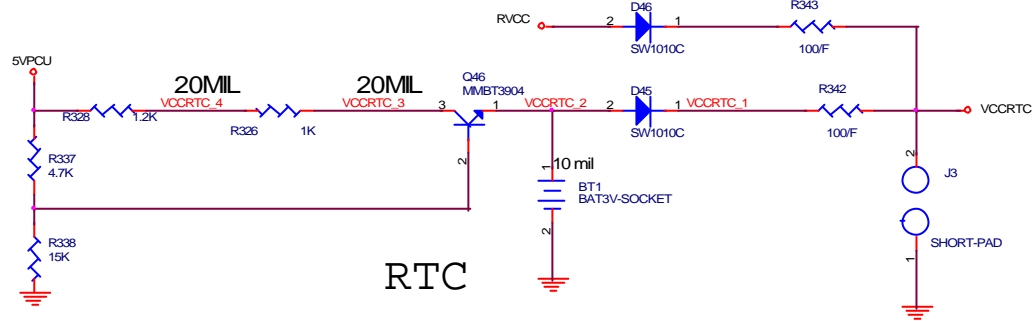 D46
R343
RVCC
2
1
SW1010C
100/F
5VPCU
20MIL
20MIL
Q46
MMBT3904
D45
R342
VCCRTC_4
VCCRTC_3
3
1
VCCRTC_2
2
1
VCCRTC_1
VCCRTC
R328
1.2K
R326
1K
SW1010C
100/F
2
R337
4.7K
1
10 mil
2
J3
BT1
BAT3V-SOCKET
2
R338
15K
SHORT-PAD
RTC
1